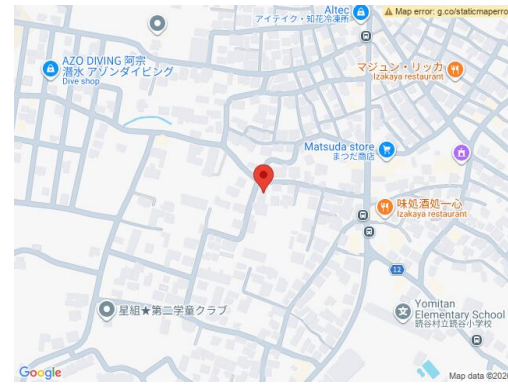 Altec
アイテイク・知花冷凍所
Map error: g.co/staticmaperro
AZO DIVING 阿宗
潜水 アゾンダイビング
Dive shop
マジュン・リッカ
Izakaya restaurant
Matsuda store
まつだ商店
味処酒処一心
Izakaya restaurant
12
星組★第二学童クラブ
Yomitan
Elementary School
読谷村立読谷小学校
Google
Map data ©2026